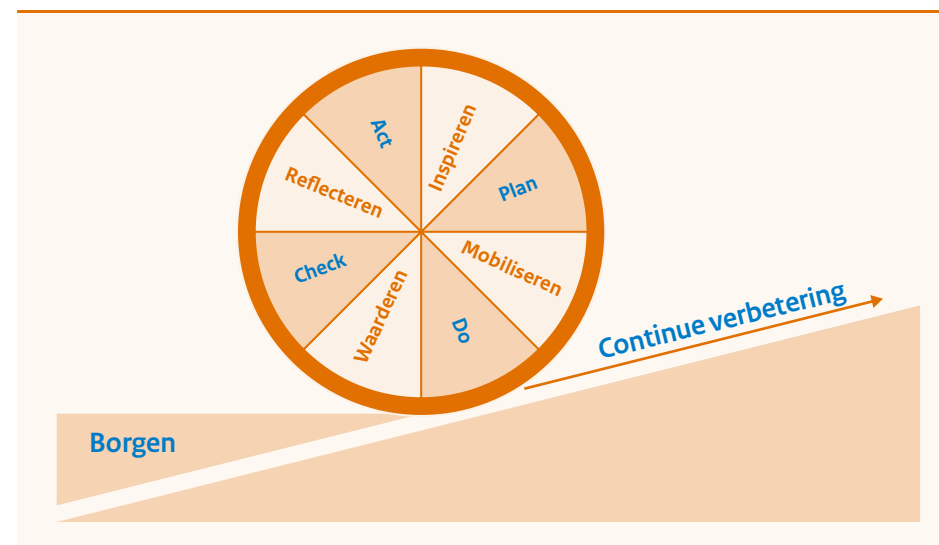 Act
Inspireren
Plan
Mobiliseren
Do
Waarderen
Check
Reflecteren
Continue verbetering
Borgen